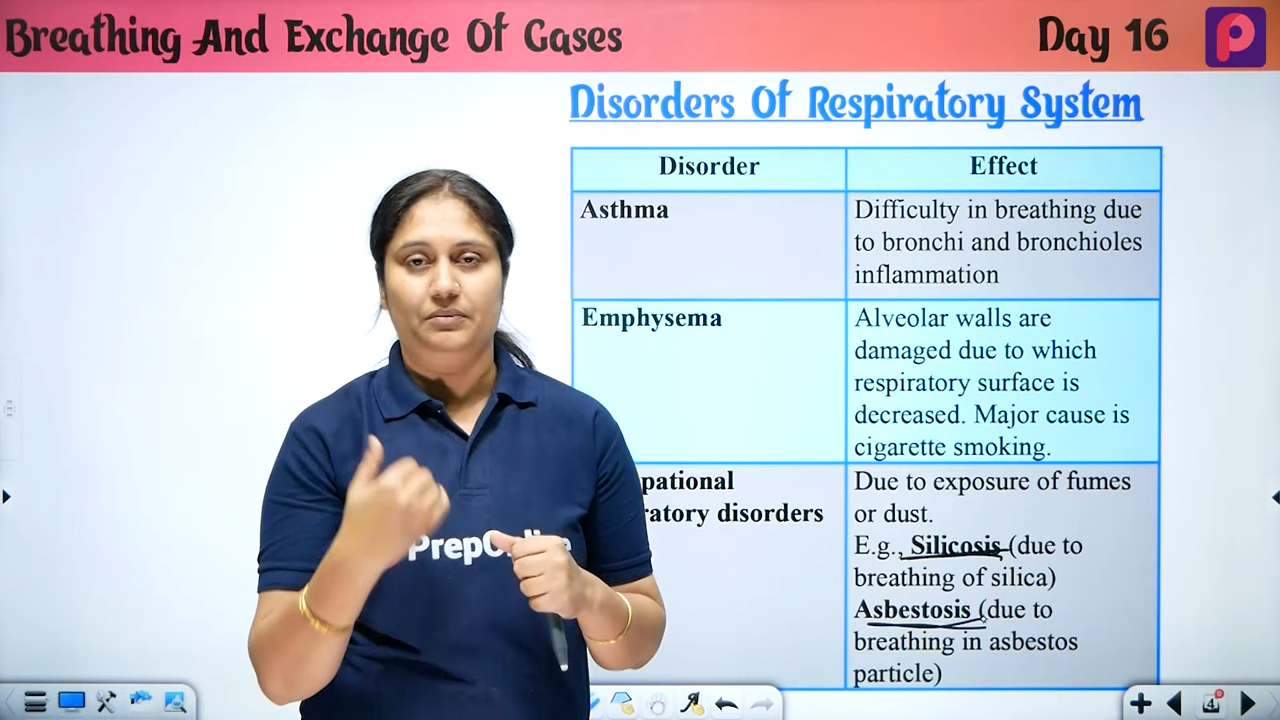 Breathing And Exchange Of Gases
Day 16
Disorders Of Respiratory System
Disorder
Effect
Asthma
Difficulty in breathing due
to bronchi and bronchioles
inflammation
Emphysema
Alveolar walls are
damaged due to which
respiratory surface is
decreased. Major cause is
cigarette smoking.
pational
ratory disorders
Due to exposure of fumes
or dust.
E.g., Silicosis (due to
breathing of silica)
Asbestosis (due to
breathing in asbestos
particle)
4